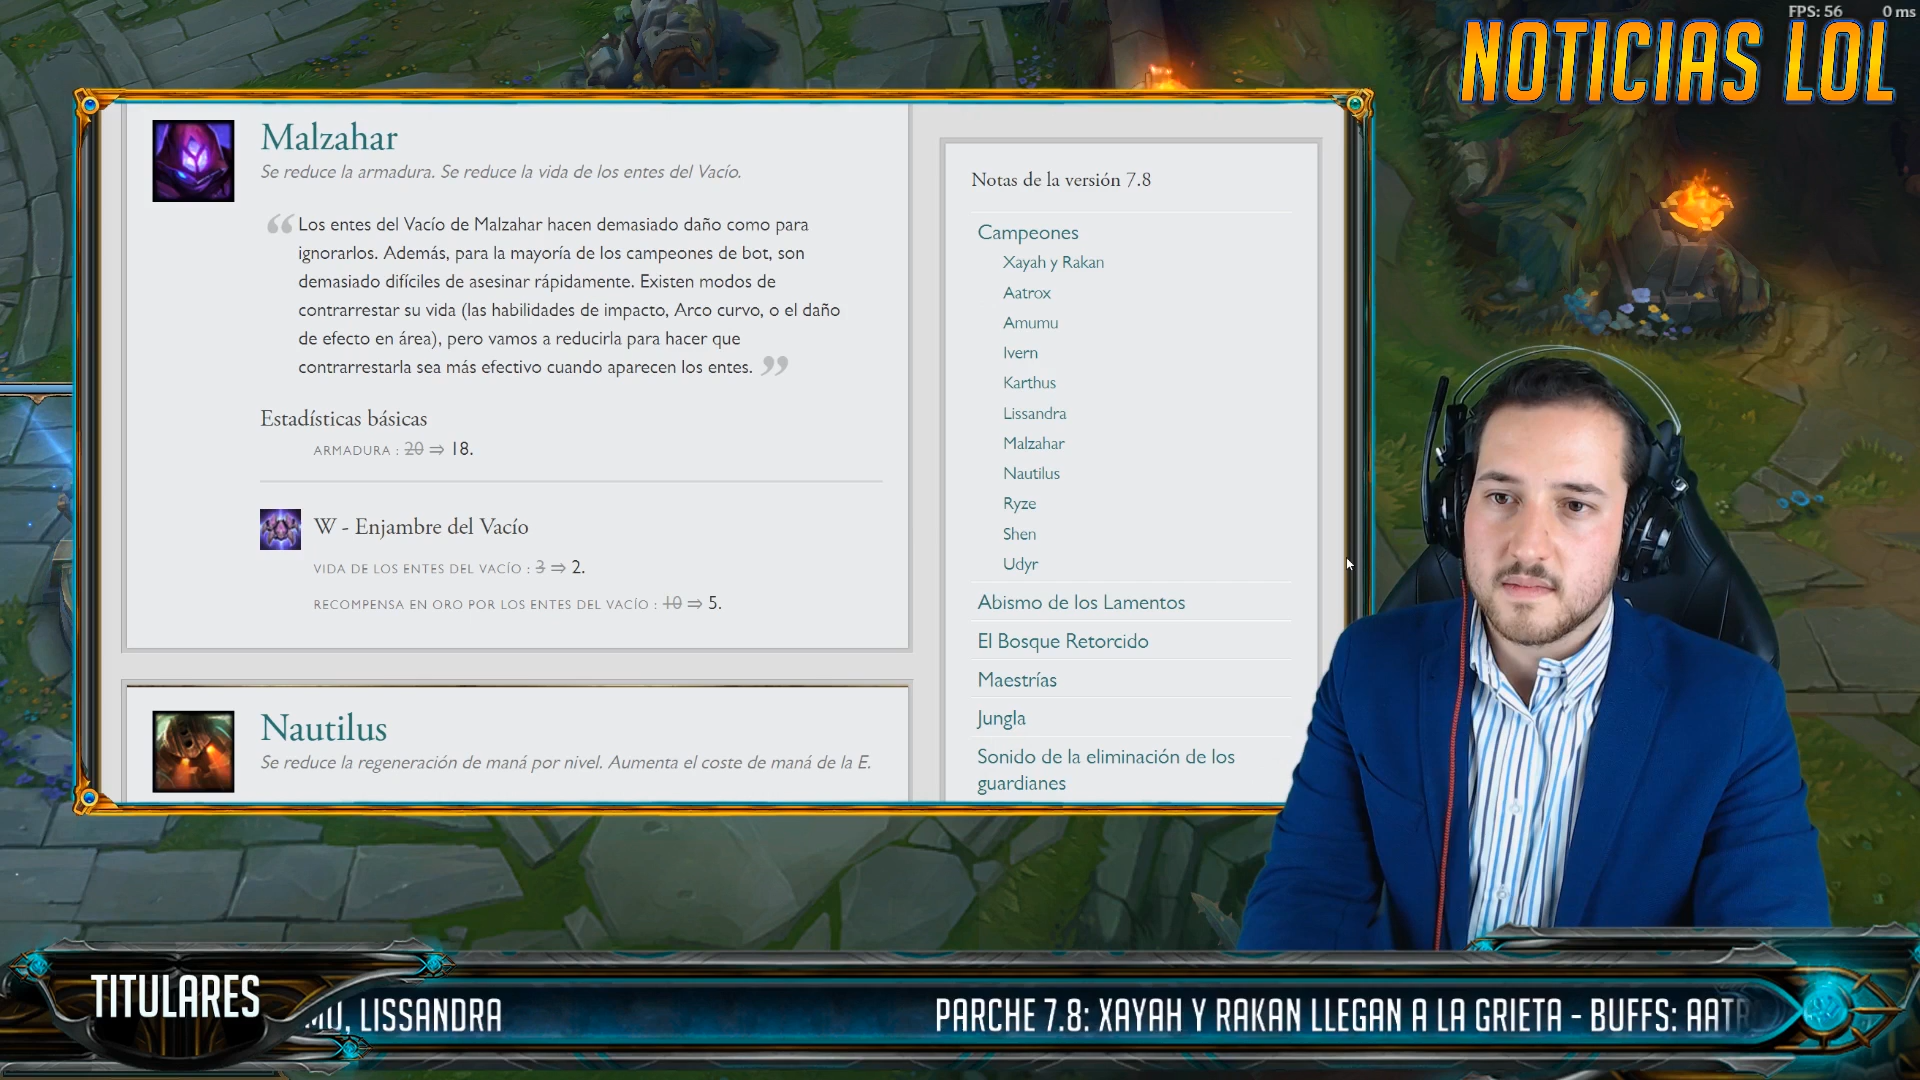 FPS: 56 0 ms
NOTICIAS LOL
Malzahar
Se reduce la armadura. Se reduce la vida de los entes del Vacío.
“ Los entes del Vacío de Malzahar hacen demasiado daño como para
ignorarlos. Además, para la mayoría de los campeones de bot, son
demasiado difíciles de asesinar rápidamente. Existen modos de
contrarrestar su vida (las habilidades de impacto, Arco curvo, o el daño
de efecto en área), pero vamos a reducirla para hacer que
contrarrestarla sea más efectivo cuando aparecen los entes. ”
Estadísticas básicas
ARMADURA : 20 ⇒ 18.
W - Enjambre del Vacío
VIDA DE LOS ENTES DEL VACÍO : 3 ⇒ 2.
RECOMPENSA EN ORO POR LOS ENTES DEL VACÍO : 10 ⇒ 5.
Nautilus
Se reduce la regeneración de maná por nivel. Aumenta el coste de maná de la E.
Notas de la versión 7.8
Campeones
Xayah y Rakan
Aatrox
Amumu
Ivern
Karthus
Lissandra
Malzahar
Nautilus
Ryze
Shen
Udyr
Abismo de los Lamentos
El Bosque Retorcido
Maestrías
Jungla
Sonido de la eliminación de los
guardianes
TITULARES
MU, LISSANDRA PARCHE 7.8: XAYAH Y RAKAN LLEGAN A LA GRIETA - BUFFS: AATR